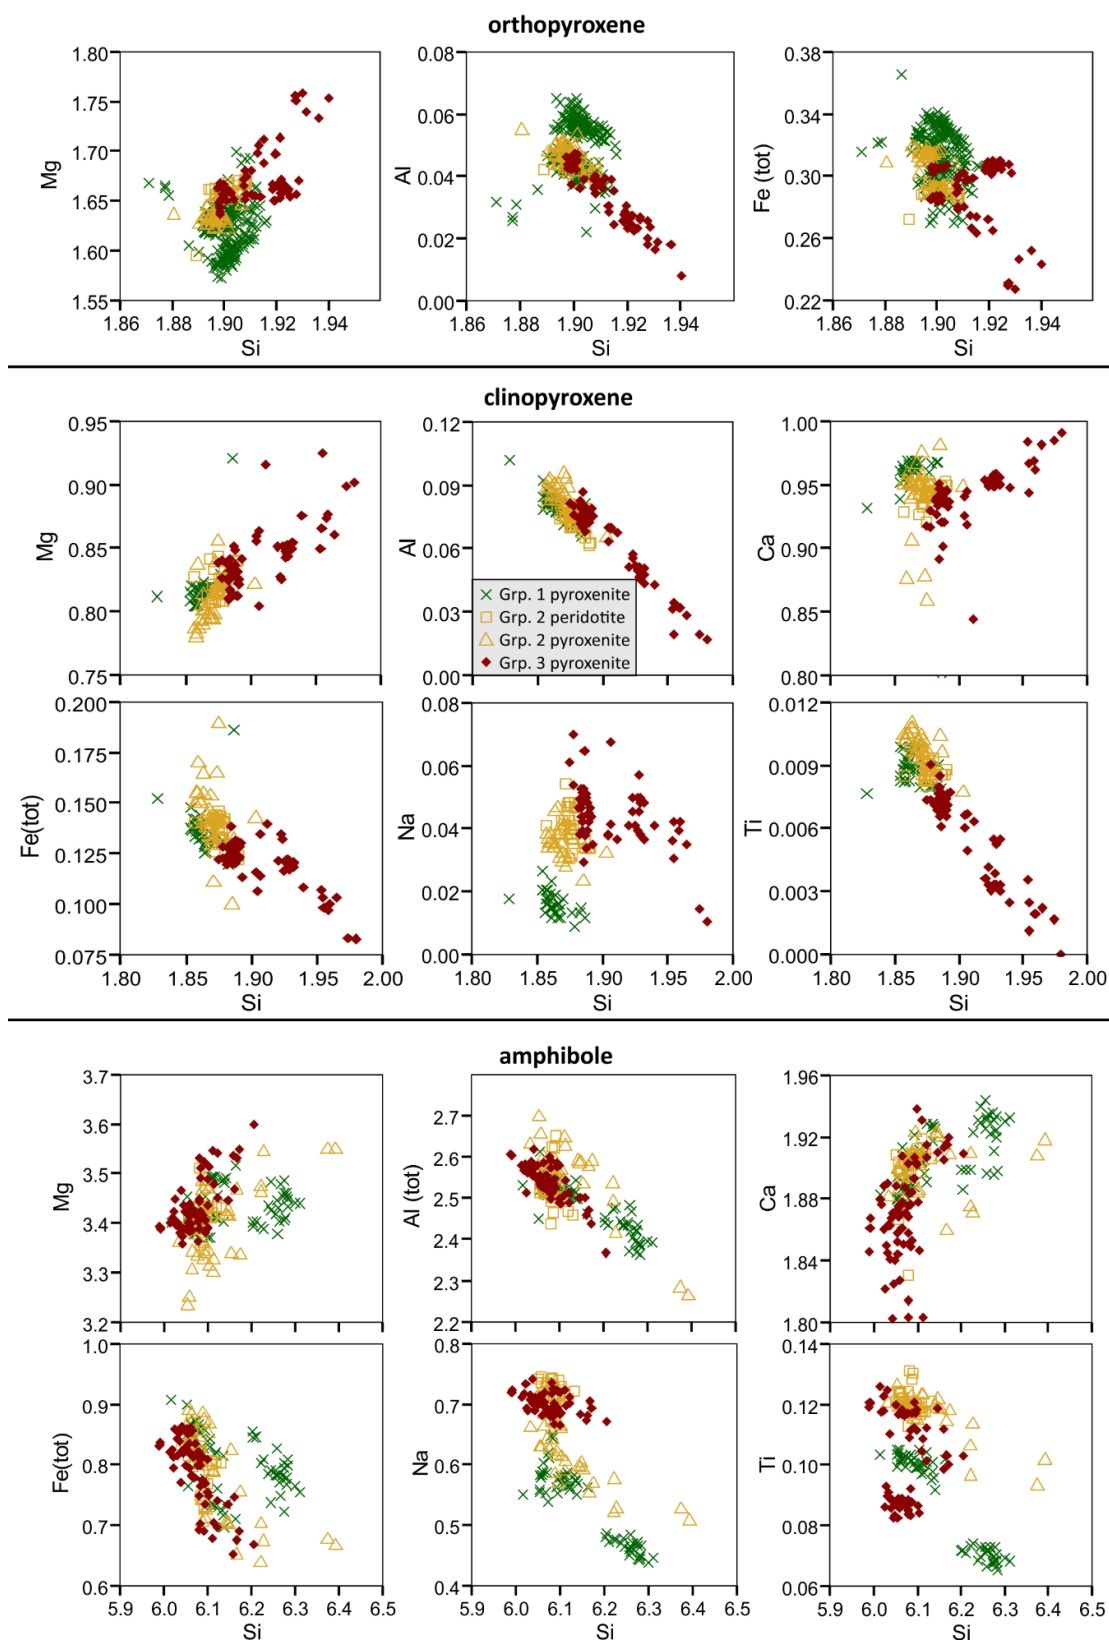 orthopyroxene
Mg
1.80
1.75
1.70
1.65
1.60
1.55
1.86 1.88 1.90 1.92 1.94
Si
Al
0.08
0.06
0.04
0.02
0.00
1.86 1.88 1.90 1.92 1.94
Si
Fe (tot)
0.38
0.34
0.30
0.26
0.22
1.86 1.88 1.90 1.92 1.94
Si
clinopyroxene
Mg
0.95
0.90
0.85
0.80
0.75
Al
0.12
0.09
0.06
0.03
0.00
Grp. 1 pyroxenite
Grp. 2 peridotite
Grp. 2 pyroxenite
Grp. 3 pyroxenite
Ca
1.00
0.95
0.90
0.85
0.80
Fe(tot)
0.200
0.175
0.150
0.125
0.100
0.075
1.80 1.85 1.90 1.95 2.00
Si
Na
0.08
0.06
0.04
0.02
0.00
1.80 1.85 1.90 1.95 2.00
Si
Ti
0.012
0.009
0.006
0.003
0.000
1.80 1.85 1.90 1.95 2.00
Si
amphibole
Mg
3.7
3.6
3.5
3.4
3.3
3.2
Al (tot)
2.7
2.6
2.5
2.4
2.3
2.2
Ca
1.96
1.92
1.88
1.84
1.80
Fe(tot)
1.0
0.9
0.8
0.7
0.6
5.9 6.0 6.1 6.2 6.3 6.4 6.5
Si
Na
0.8
0.7
0.6
0.5
0.4
5.9 6.0 6.1 6.2 6.3 6.4 6.5
Si
Ti
0.14
0.12
0.10
0.08
0.06
5.9 6.0 6.1 6.2 6.3 6.4 6.5
Si